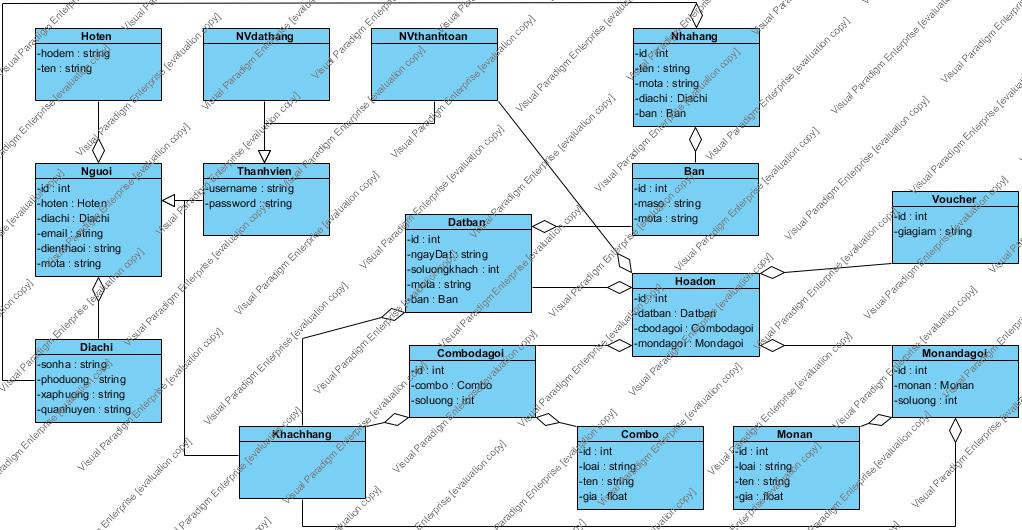 Hoten
-hodem : string
-ten : string
NVdathang
NVthanhtoan
Nhahang
-id : int
-ten : string
-mota : string
-diachi : Diachi
-ban : Ban
Nguoi
-id : int
-hoten : Hoten
-diachi : Diachi
-email : string
-dienthaoi : string
-mota : string
Thanhvien
-username : string
-password : string
Ban
-id : int
-maso : string
-mota : string
Voucher
-id : int
-giagiam : string
Datban
-id : int
-ngayDat : string
-soluongkhach : int
-mota : string
-ban : Ban
Hoadon
-id : int
-datban : Datban
-cbodagoi : Combodagoi
-mondagoi : Mondagoi
Diachi
-sonha : string
-phoduong : string
-xaphuong : string
-quanhuyen : string
Combodagoi
-id : int
-combo : Combo
-soluong : int
Monandagoi
-id : int
-monan : Monan
-soluong : int
Khachhang
Combo
-id : int
-loai : string
-ten : string
-gia : float
Monan
-id : int
-loai : string
-ten : string
-gia : float
Visual Paradigm Enterprise [evaluation copy]